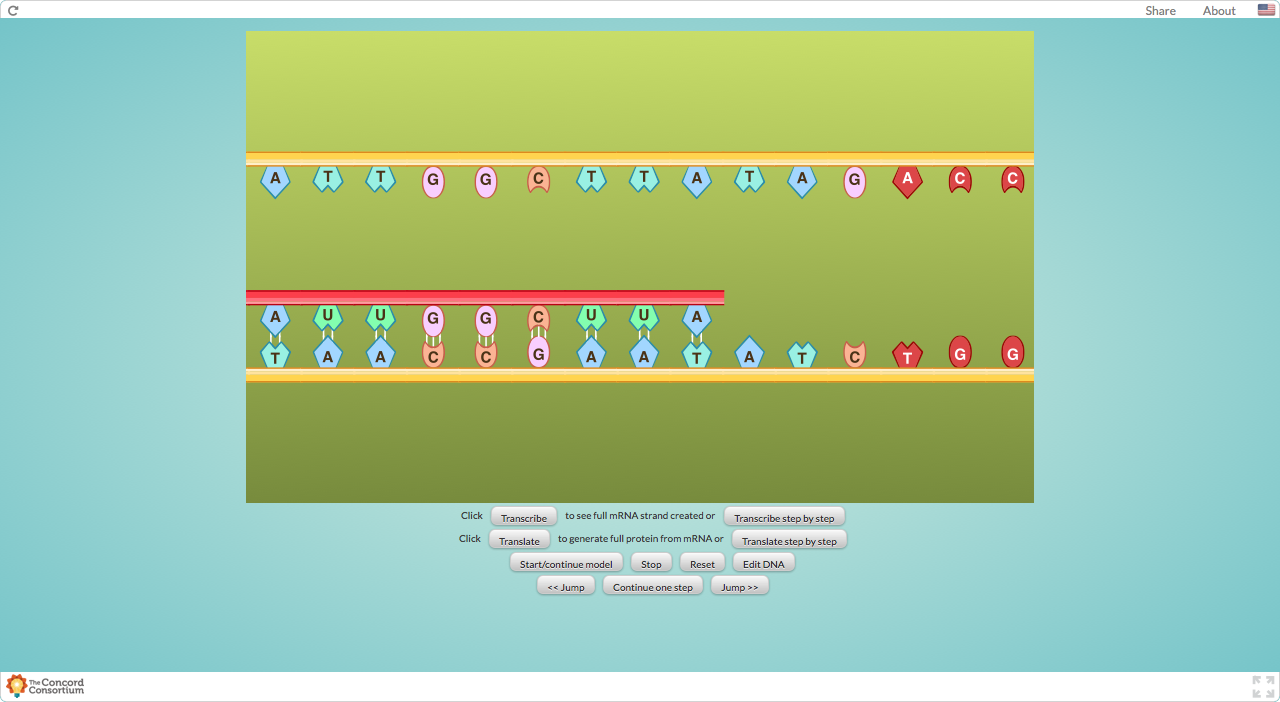 Share About
A T T G G C T T A T A G A C C
A U U G G C U U A
T A A C C G A A T A T C T G G
Click Transcribe to see full mRNA strand created or Transcribe step by step
Click Translate to generate full protein from mRNA or Translate step by step
Start/continue model Stop Reset Edit DNA
<< Jump Continue one step Jump >>
The Concord
Consortium